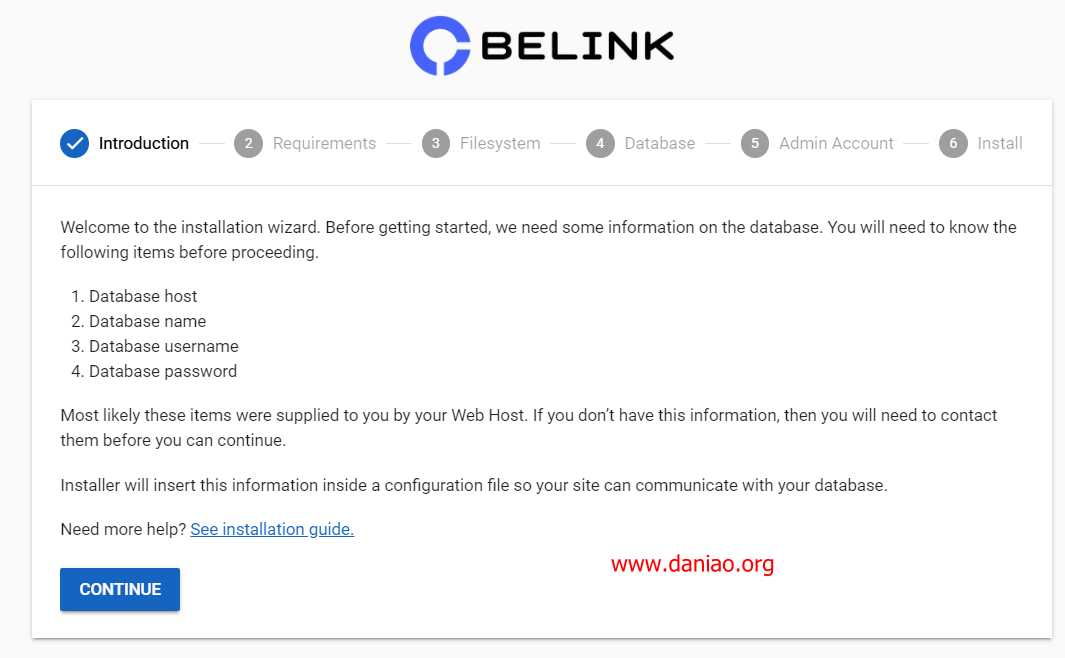 BELINK
Introduction 2 Requirements 3 Filesystem 4 Database 5 Admin Account 6 Install
Welcome to the installation wizard. Before getting started, we need some information on the database. You will need to know the
following items before proceeding.
1. Database host
2. Database name
3. Database username
4. Database password
Most likely these items were supplied to you by your Web Host. If you don’t have this information, then you will need to contact
them before you can continue.
Installer will insert this information inside a configuration file so your site can communicate with your database.
Need more help? See installation guide.
www.daniao.org
CONTINUE